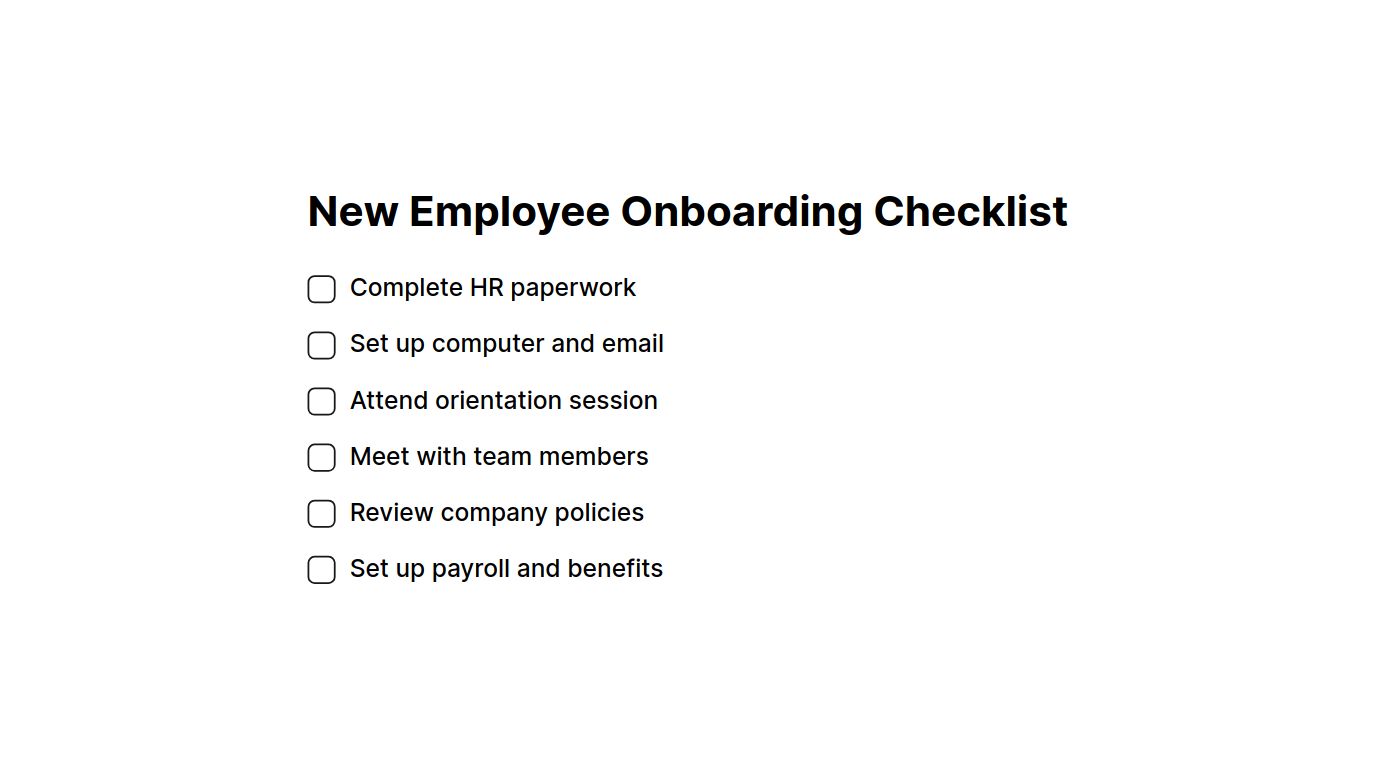 New Employee Onboarding Checklist
Complete HR paperwork
Set up computer and email
Attend orientation session
Meet with team members
Review company policies
Set up payroll and benefits